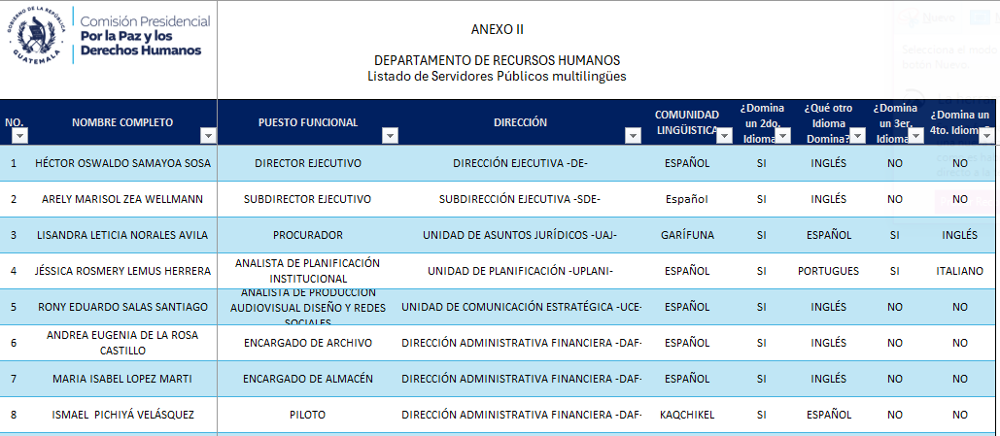 GOBIERNO DE LA REPÚBLICA
GUATEMALA
Comisión Presidencial
Por la Paz y los
Derechos Humanos
ANEXO II
DEPARTAMENTO DE RECURSOS HUMANOS
Listado de Servidores Públicos multilingües
NO. NOMBRE COMPLETO PUESTO FUNCIONAL DIRECCIÓN COMUNIDAD LINGÜISTICA ¿Domina un 2do. Idioma ¿Qué otro Idioma Domina? ¿Domina un 3er. Idioma ¿Domina un 4to. Idioma?
1 HÉCTOR OSWALDO SAMAYOA SOSA DIRECTOR EJECUTIVO DIRECCIÓN EJECUTIVA -DE- ESPAÑOL SI INGLÉS NO NO
2 ARELY MARISOL ZEA WELLMANN SUBDIRECTOR EJECUTIVO SUBDIRECCIÓN EJECUTIVA -SDE- Español SI INGLÉS NO NO
3 LISANDRA LETICIA NORALES AVILA PROCURADOR UNIDAD DE ASUNTOS JURÍDICOS -UAJ- GARÍFUNA SI ESPAÑOL SI INGLÉS
4 JÉSSICA ROSMERY LEMUS HERRERA ANALISTA DE PLANIFICACIÓN INSTITUCIONAL UNIDAD DE PLANIFICACIÓN -UPLANI- ESPAÑOL SI PORTUGUES SI ITALIANO
5 RONY EDUARDO SALAS SANTIAGO ANALISTA DE PRODUCCIÓN AUDIOVISUAL DISEÑO Y REDES SOCIALES UNIDAD DE COMUNICACIÓN ESTRATÉGICA -UCE- ESPAÑOL SI INGLÉS NO NO
6 ANDREA EUGENIA DE LA ROSA CASTILLO ENCARGADO DE ARCHIVO DIRECCIÓN ADMINISTRATIVA FINANCIERA -DAF- ESPAÑOL SI INGLÉS NO NO
7 MARIA ISABEL LOPEZ MARTI ENCARGADO DE ALMACÉN DIRECCIÓN ADMINISTRATIVA FINANCIERA -DAF- ESPAÑOL SI INGLÉS NO NO
8 ISMAEL PICHIYÁ VELÁSQUEZ PILOTO DIRECCIÓN ADMINISTRATIVA FINANCIERA -DAF- KAQCHIKEL SI ESPAÑOL NO NO